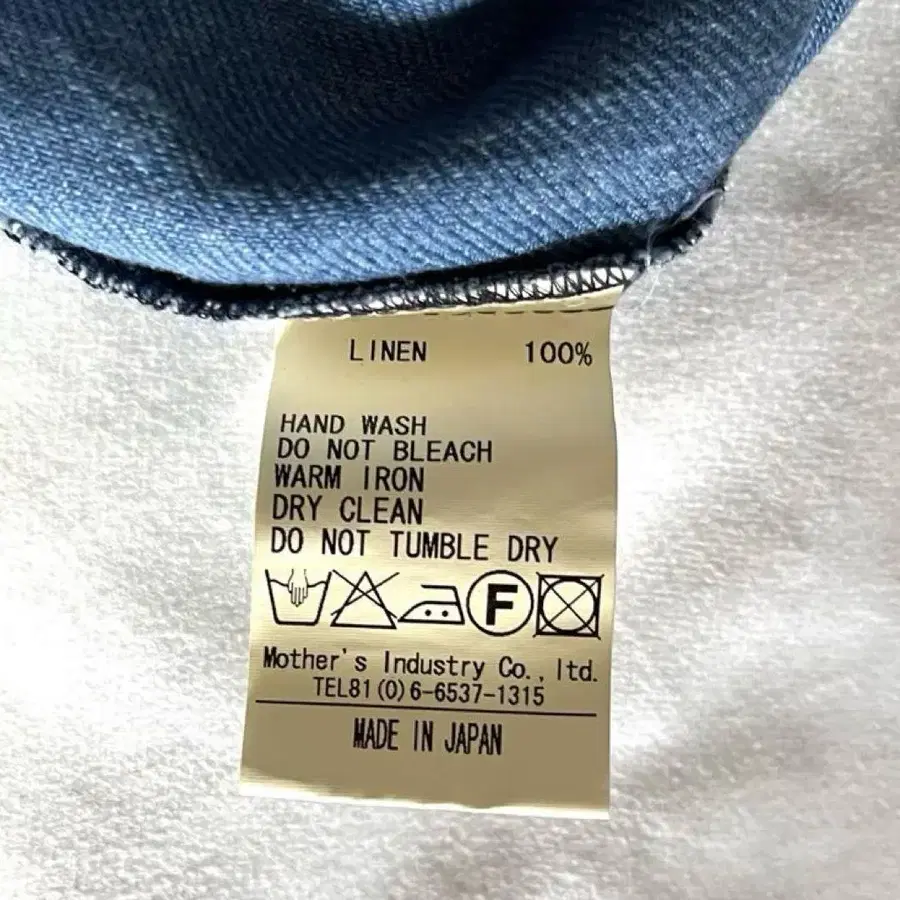 LINEN 100%
HAND WASH
DO NOT BLEACH
WARM IRON
DRY CLEAN
DO NOT TUMBLE DRY
F
Mother's Industry Co., ltd.
TEL81(0)6-6537-1315
MADE IN JAPAN